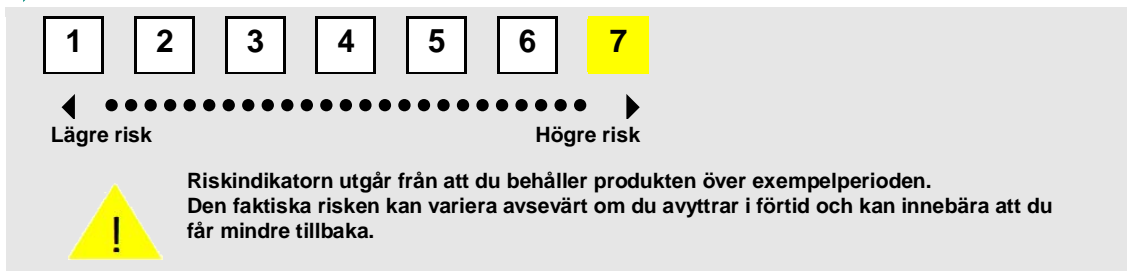 1 2 3 4 5 6 7
Lägre risk Högre risk
Riskindikatorn utgår från att du behåller produkten över exempelperioden.
Den faktiska risken kan variera avsevärt om du avyttrar i förtid och kan innebära att du
får mindre tillbaka.
!